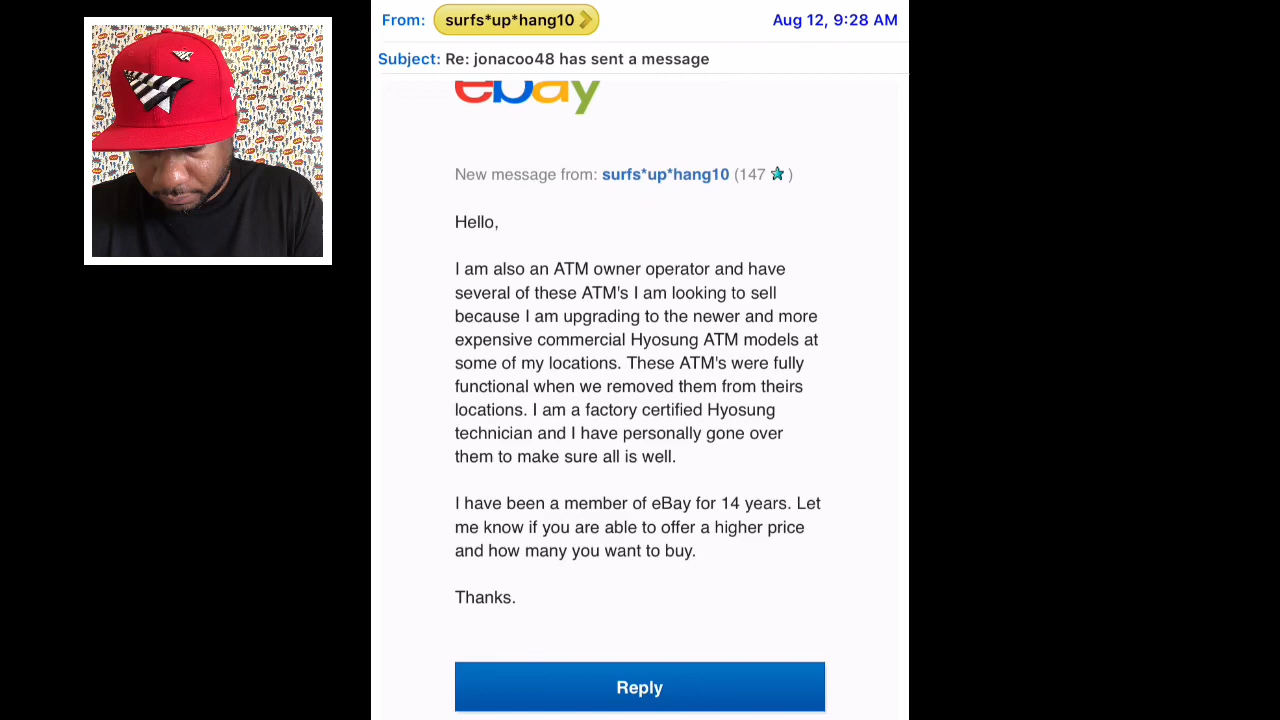 From: surfs*up*hang10
Aug 12, 9:28 AM
Subject: Re: jonacoo48 has sent a message
ebay
New message from: surfs*up*hang10 (147 )
Hello,
I am also an ATM owner operator and have
several of these ATM's I am looking to sell
because I am upgrading to the newer and more
expensive commercial Hyosung ATM models at
some of my locations. These ATM's were fully
functional when we removed them from theirs
locations. I am a factory certified Hyosung
technician and I have personally gone over
them to make sure all is well.
I have been a member of eBay for 14 years. Let
me know if you are able to offer a higher price
and how many you want to buy.
Thanks.
Reply